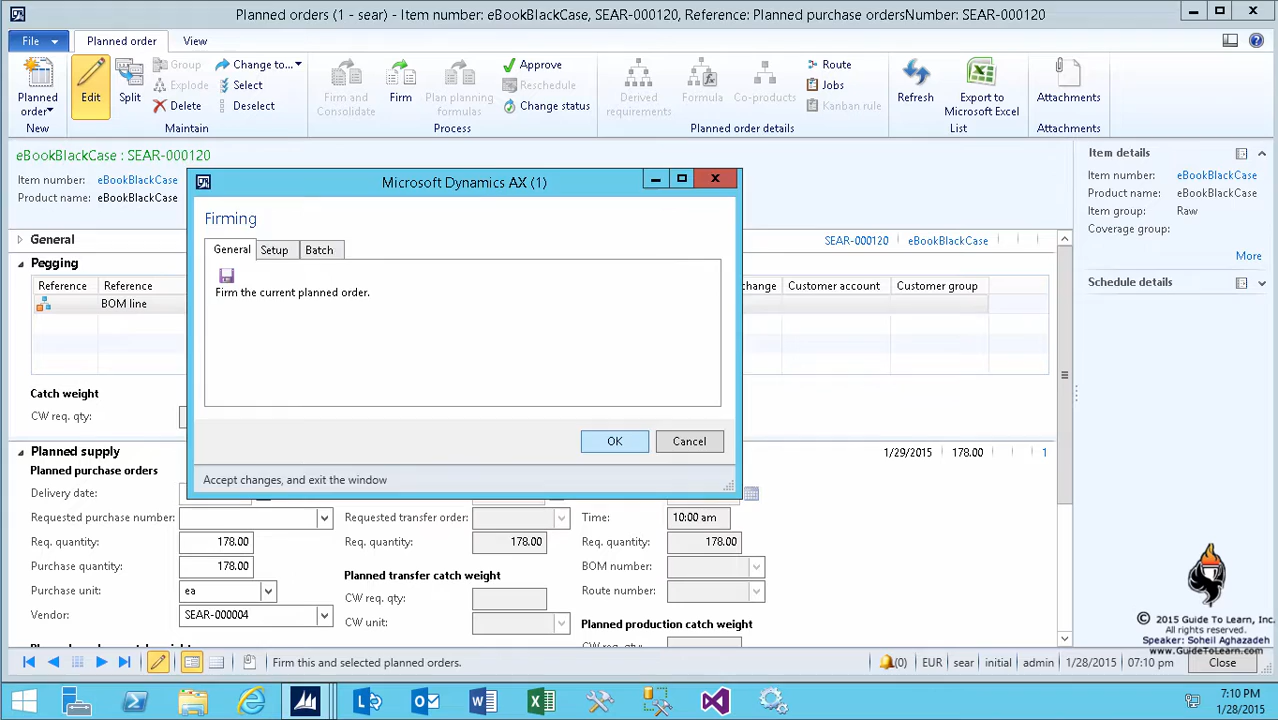 Planned orders (1 - sear) - Item number: eBookBlackCase, SEAR-000120, Reference: Planned purchase ordersNumber: SEAR-000120
File Planned order View
Planned order New
Edit Split Group Explode Delete Change to... Select Deselect Maintain
Firm and Consolidate Firm Plan planning formulas Approve Reschedule Change status Process
Derived requirements Formula Co-products Route Jobs Kanban rule Planned order details
Refresh Export to Microsoft Excel List
Attachments Attachments
eBookBlackCase : SEAR-000120
Item number: eBookBlackCase
Product name: eBookBlackCase
General SEAR-000120 eBookBlackCase
Pegging
Reference Reference change Customer account Customer group
BOM line
Catch weight
CW req. qty:
Microsoft Dynamics AX (1)
Firming
General Setup Batch
Firm the current planned order.
OK Cancel
Accept changes, and exit the window
Planned supply 1/29/2015 178.00 1
Planned purchase orders
Delivery date:
Requested purchase number: Requested transfer order: Time: 10:00 am
Req. quantity: 178.00 Req. quantity: 178.00 Req. quantity: 178.00
Purchase quantity: 178.00 Planned transfer catch weight BOM number:
Purchase unit: ea CW req. qty: Route number:
Vendor: SEAR-000004 CW unit: Planned production catch weight
Item details
Item number: eBookBlackCase
Product name: eBookBlackCase
Item group: Raw
Coverage group:
More
Schedule details
© 2015 Guide To Learn, Inc.
All rights reserved.
Speaker: Soheil Aghazadeh
www.GuideToLearn.com
Firm this and selected planned orders. (0) EUR sear initial admin 1/28/2015 07:10 pm Close
7:10 PM
1/28/2015